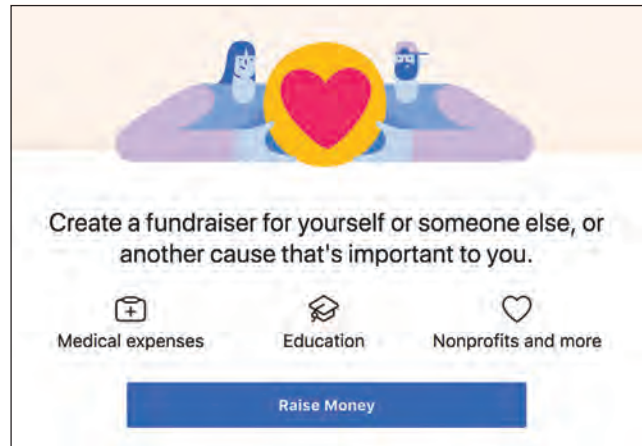 Create a fundraiser for yourself or someone else, or
another cause that's important to you.
Medical expenses
Education
Nonprofits and more
Raise Money